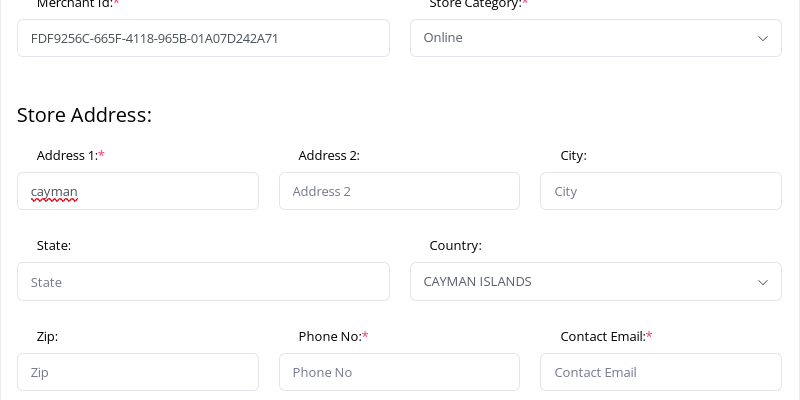 Merchant Id:* Store Category:*
FDF9256C-665F-4118-965B-01A07D242A71 Online
Store Address:
Address 1:* Address 2: City:
cayman Address 2 City
State: Country:
State CAYMAN ISLANDS
Zip: Phone No:* Contact Email:*
Zip Phone No Contact Email